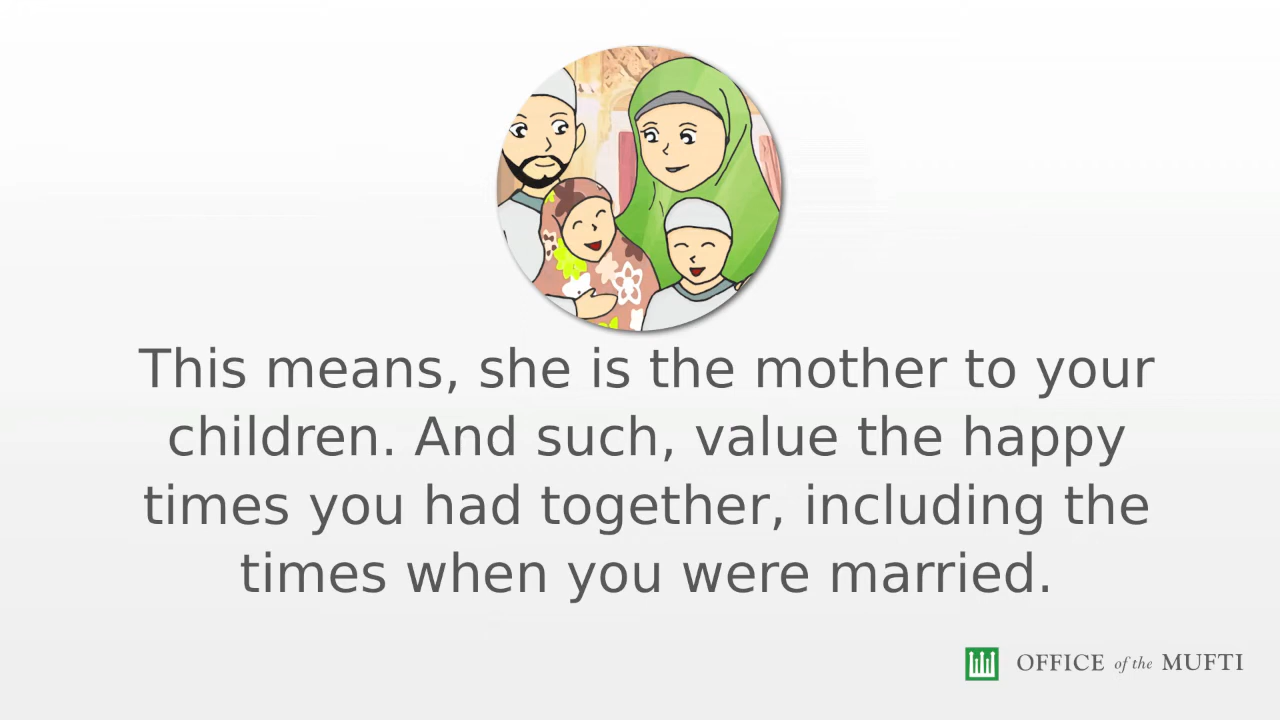 This means, she is the mother to your
children. And such, value the happy
times you had together, including the
times when you were married.
OFFICE of the MUFTI